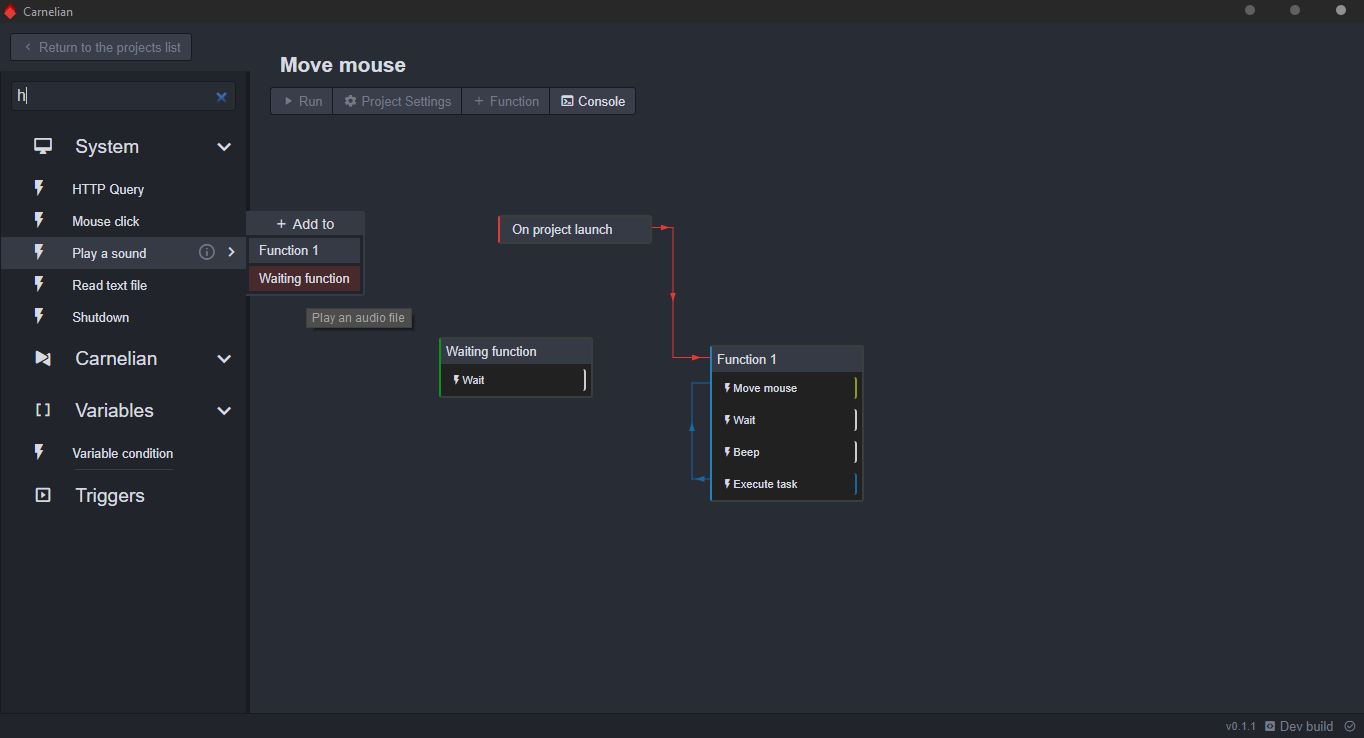 Carnelian
Return to the projects list
Move mouse
h
Run
Project Settings
+ Function
Console
System
HTTP Query
Mouse click
Play a sound
Read text file
Shutdown
Carnelian
Variables
Variable condition
Triggers
+ Add to
Function 1
Waiting function
Play an audio file
On project launch
Waiting function
Wait
Function 1
Move mouse
Wait
Beep
Execute task
v0.1.1 Dev build